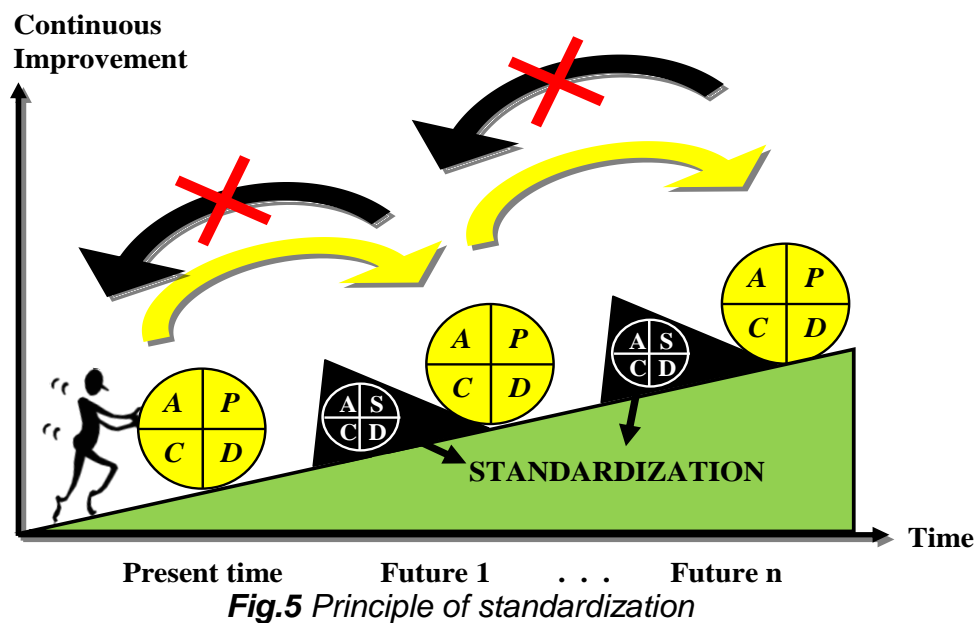 Continuous
Improvement
A P
C D
A S
C D
A P
C D
A S
C D
A P
C D
STANDARDIZATION
Time
Present time Future 1 . . . Future n
Fig.5 Principle of standardization